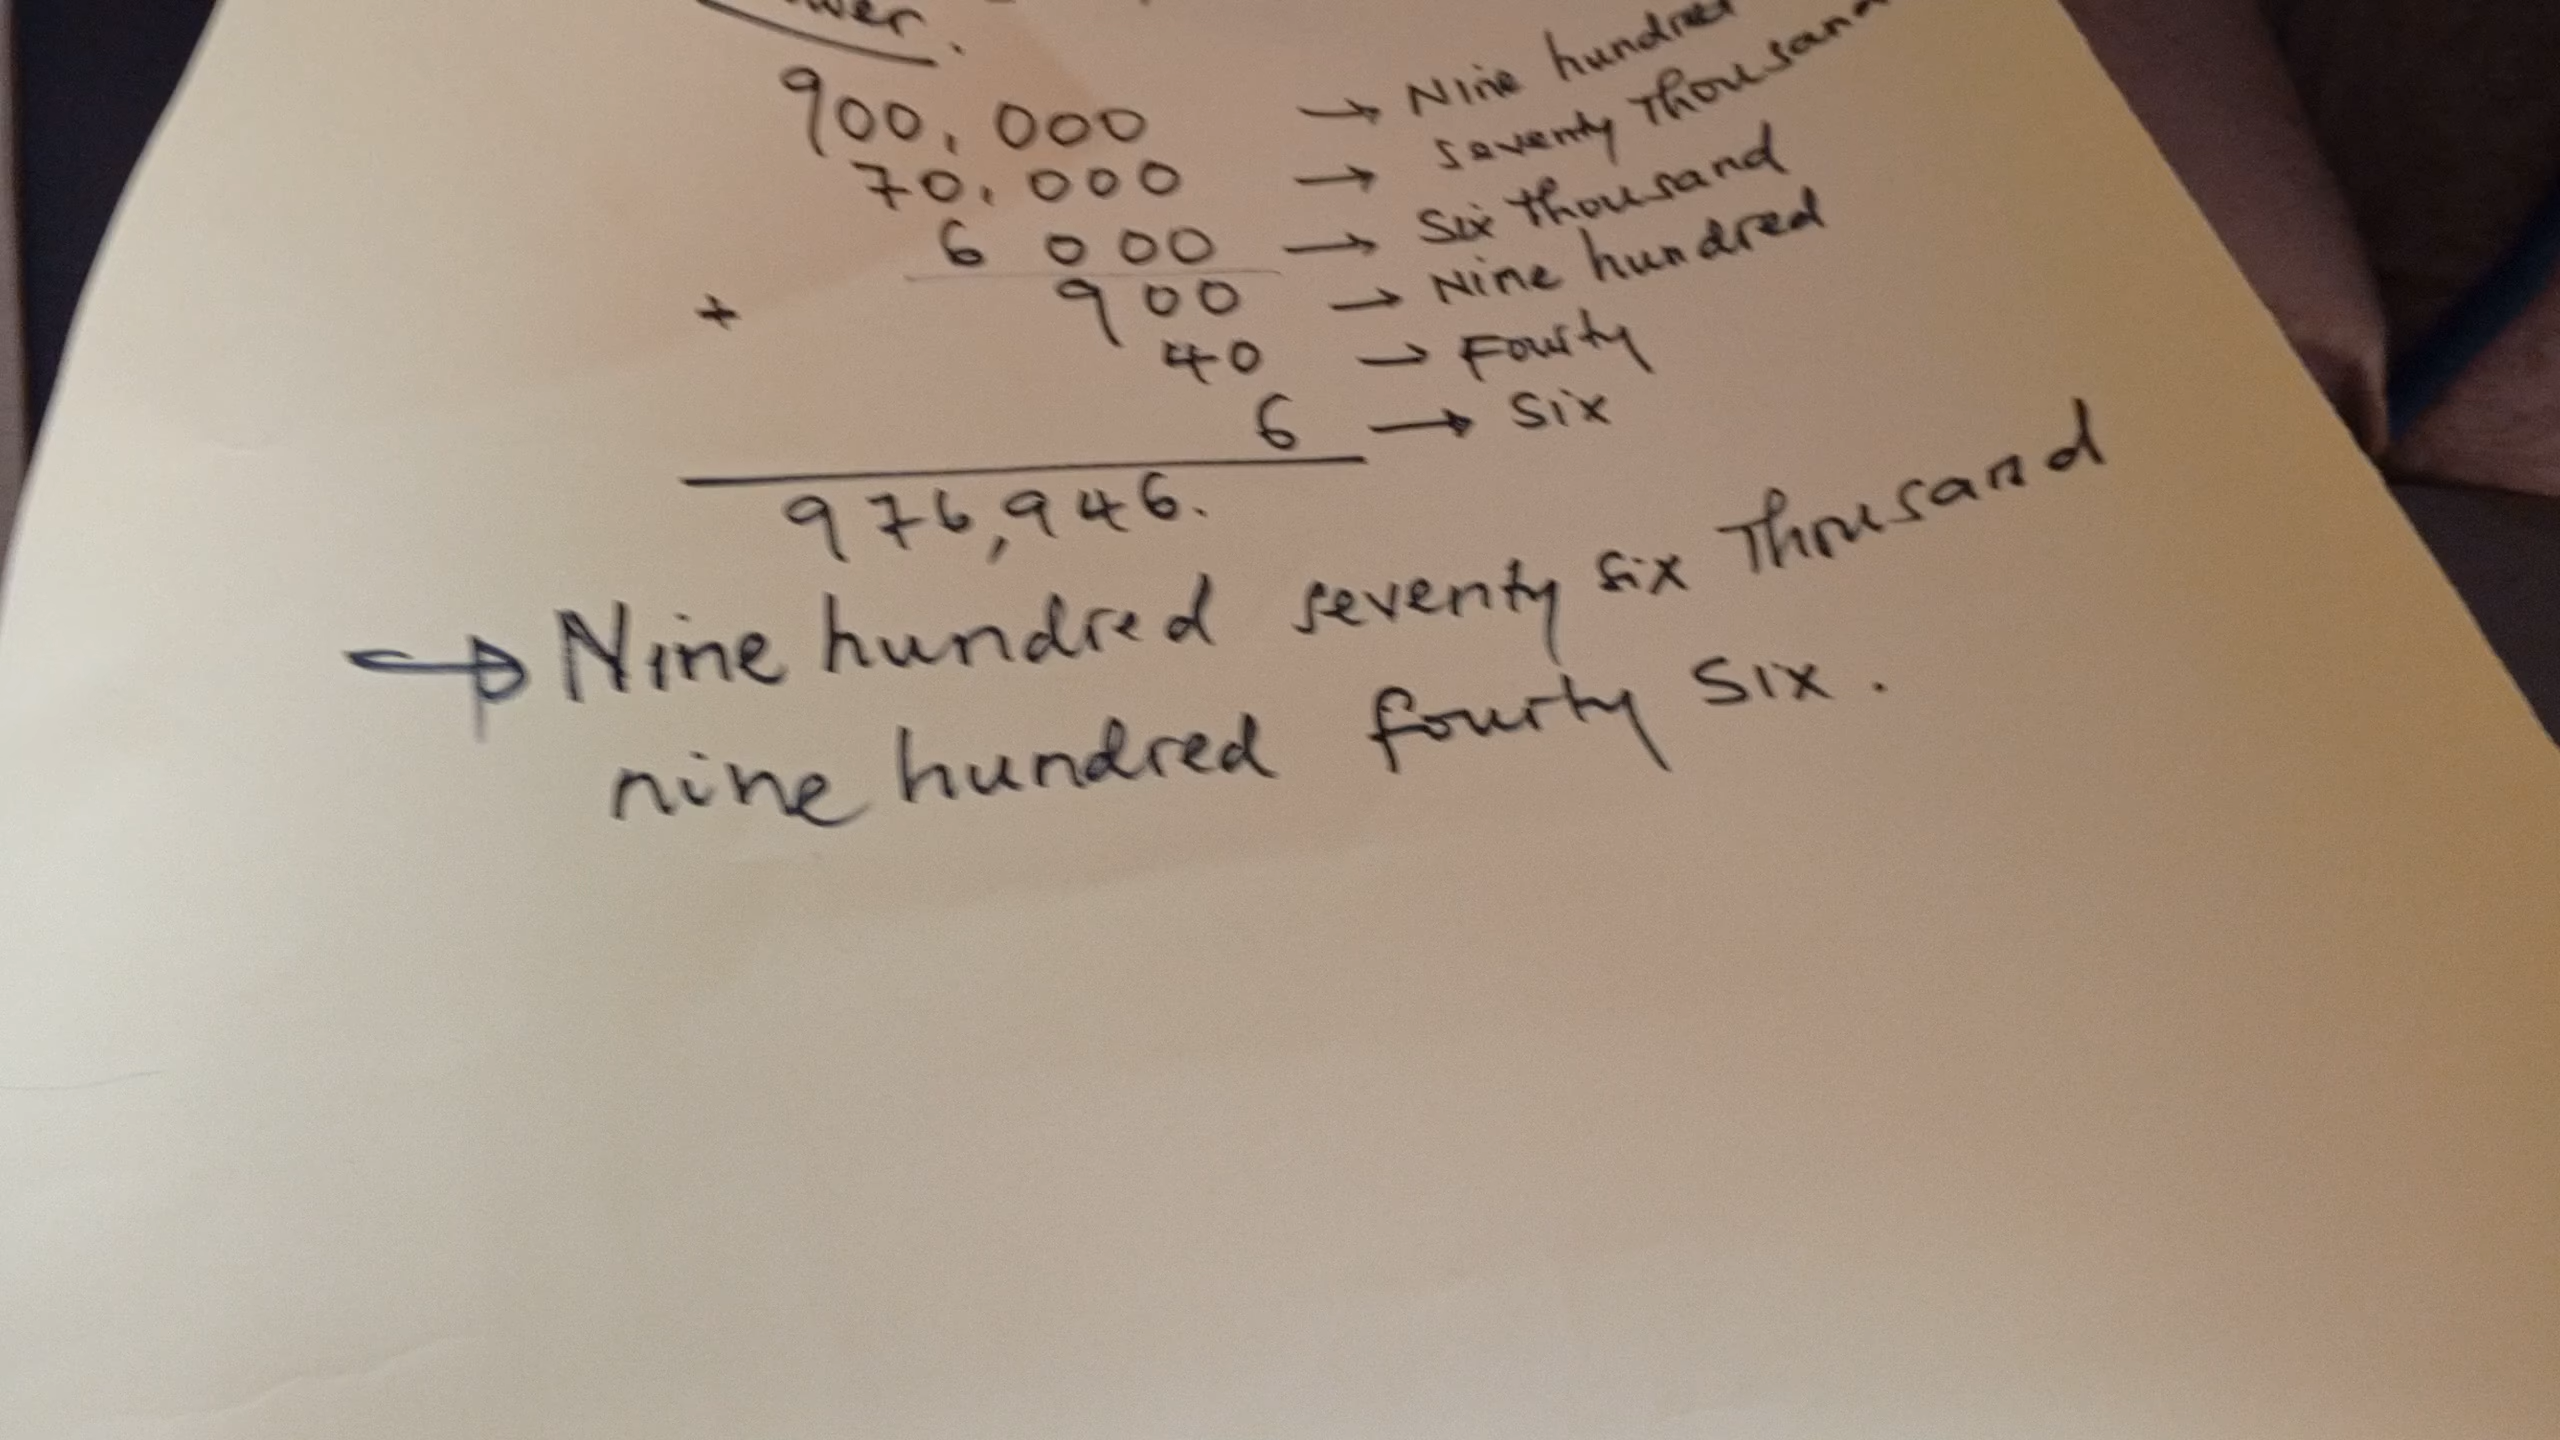 900,000 → Nine hundred
70,000 → seventy Thousand
6 000 → Six thousand
+ 900 → Nine hundred
40 → Fourty
6 → Six
976,946.
→ Nine hundred seventy six Thousand
nine hundred fourty six.